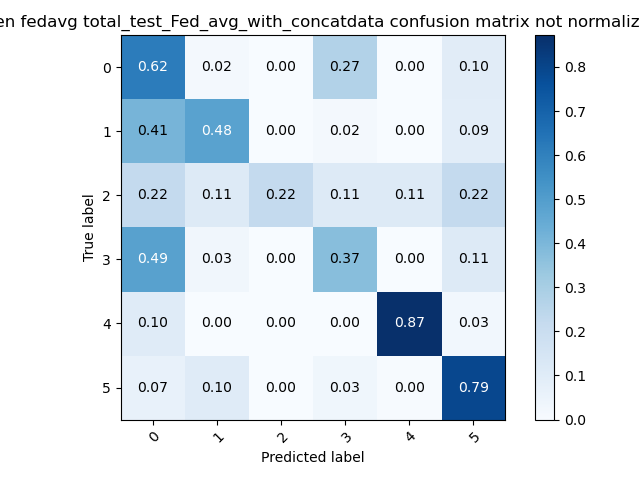 en fedavg total_test_Fed_avg_with_concatdata confusion matrix not normaliz
0 0.62 0.02 0.00 0.27 0.00 0.10
1 0.41 0.48 0.00 0.02 0.00 0.09
2 0.22 0.11 0.22 0.11 0.11 0.22
3 0.49 0.03 0.00 0.37 0.00 0.11
4 0.10 0.00 0.00 0.00 0.87 0.03
5 0.07 0.10 0.00 0.03 0.00 0.79
0 1 2 3 4 5
True label
Predicted label
0.8
0.7
0.6
0.5
0.4
0.3
0.2
0.1
0.0